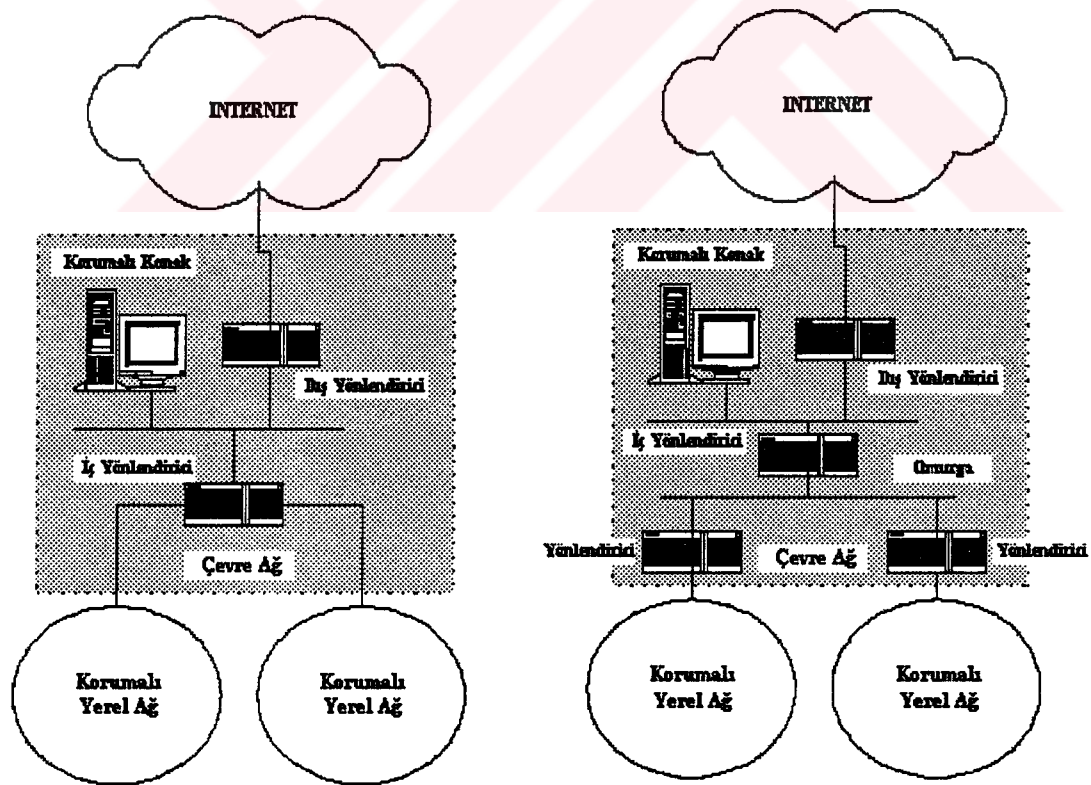 INTERNET
Korumalı Konak
Dış Yönlendirici
İç Yönlendirici
Çevre Ağ
Korumalı
Yerel Ağ
Korumalı
Yerel Ağ
INTERNET
Korumalı Konak
Dış Yönlendirici
İç Yönlendirici
Omurga
Yönlendirici
Çevre Ağ
Yönlendirici
Korumalı
Yerel Ağ
Korumalı
Yerel Ağ